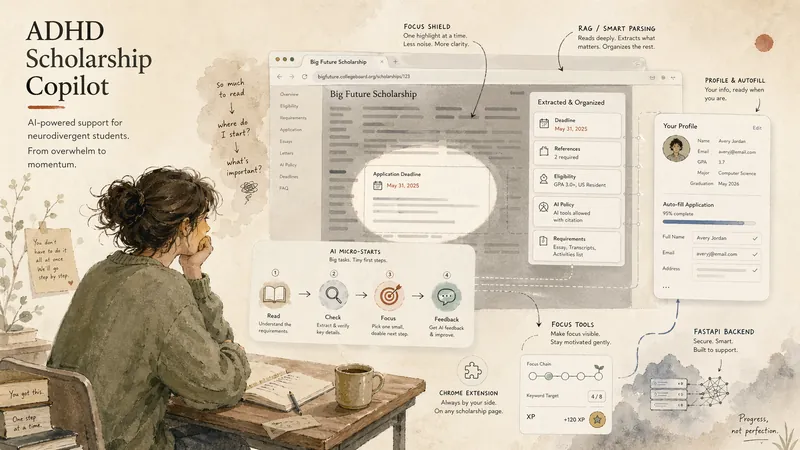 ADHD
Scholarship
Copilot
AI-powered support for
neurodivergent students.
From overwhelm to
momentum.
So much
to read
where do
I start?
what's
important?
FOCUS SHIELD
One highlight at a time.
Less noise. More clarity.
RAG / SMART PARSING
Reads deeply. Extracts what
matters. Organizes the rest.
PROFILE & AUTOFILL
Your info, ready when
you are.
Big Future Scholarship
bigfuture.collegeboard.org/scholarships/123
Overview
Eligibility
Requirements
Application
Essays
Letters
AI Policy
Deadlines
FAQ
Big Future Scholarship
Application Deadline
May 31, 2025
Extracted & Organized
Deadline
May 31, 2025
References
2 required
Eligibility
GPA 3.0+, US Resident
AI Policy
AI tools allowed
with citation
Requirements
Essay, Transcripts,
Activities list
Your Profile
Edit
Name Avery Jordan
Email avery@email.com
GPA 3.7
Major Computer Science
Graduation May 2026
Auto-fill Application
95% complete
Full Name Avery Jordan
Email averyj@email.com
Address
...
AI MICRO-STARTS
Big tasks. Tiny first steps.
1
Read
Understand the
requirements.
2
Check
Extract & verify
key details.
3
Focus
Pick one small,
doable next step.
4
Feedback
Get AI feedback
& improve.
You don't
have to do it
all at once.
We'll go
step by step.
You got this.
One step
at a time.
CHROME EXTENSION
Always by your side.
On any scholarship page.
FOCUS TOOLS
Make focus visible.
Stay motivated gently.
Focus Chain
Keyword Target 4/8
XP +120 XP
FASTAPI BACKEND
Secure. Smart.
Built to support.
Progress,
not perfection.